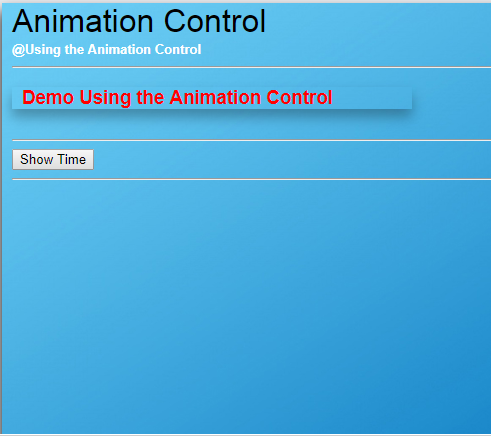 Animation Control
@Using the Animation Control
Demo Using the Animation Control
Show Time